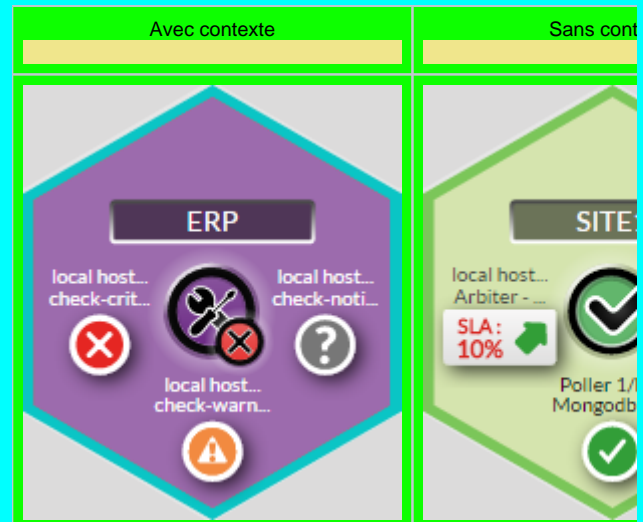 Avec contexte
Sans cont
ERP
local host...
check-crit...
local host...
check-noti...
local host...
check-warn...
SITE
local host...
Arbiter - ...
SLA :
10%
Poller 1/
Mongodb